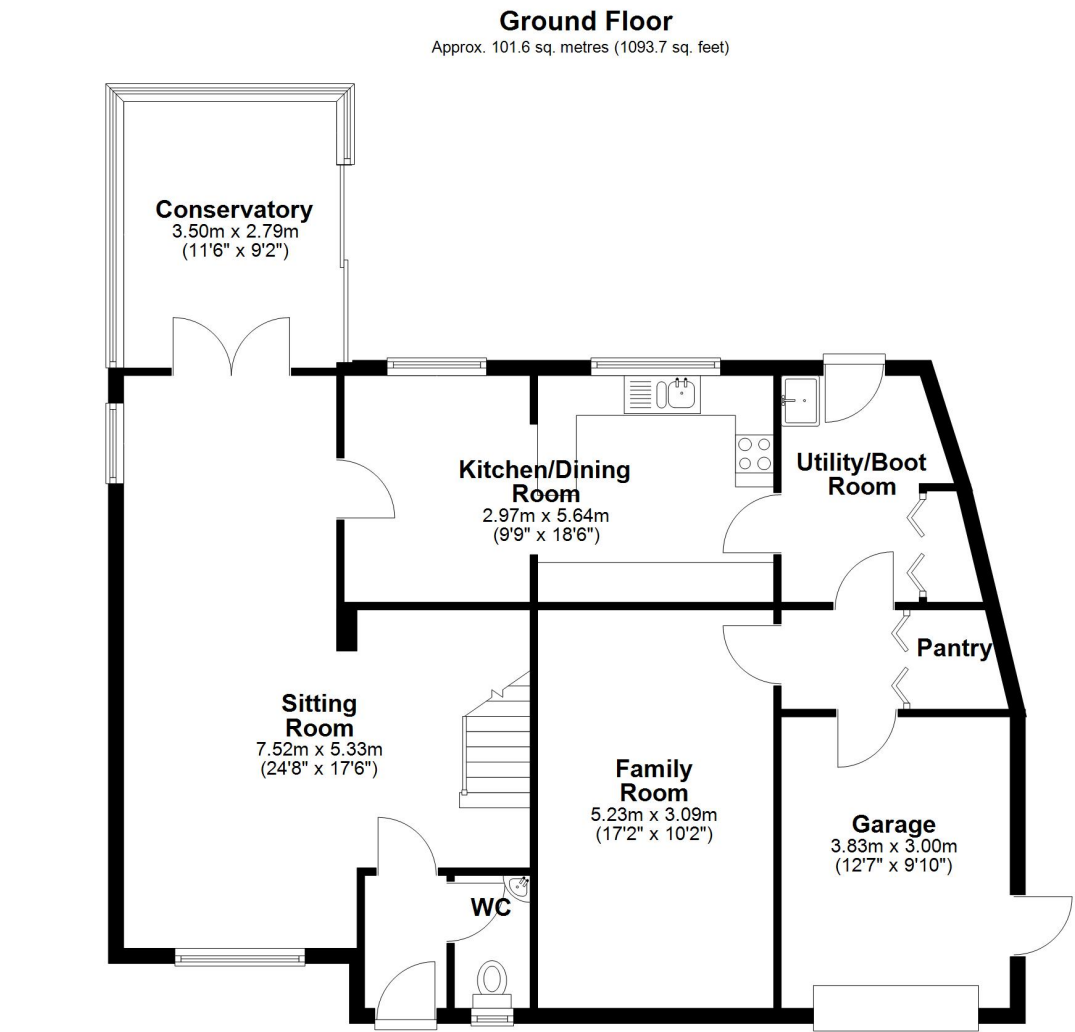 Ground Floor
Approx. 101.6 sq. metres (1093.7 sq. feet)
Conservatory
3.50m x 2.79m
(11'6" x 9'2")
Kitchen/Dining
Room
2.97m x 5.64m
(9'9" x 18'6")
Utility/Boot
Room
Pantry
Sitting
Room
7.52m x 5.33m
(24'8" x 17'6")
Family
Room
5.23m x 3.09m
(17'2" x 10'2")
Garage
3.83m x 3.00m
(12'7" x 9'10")
WC